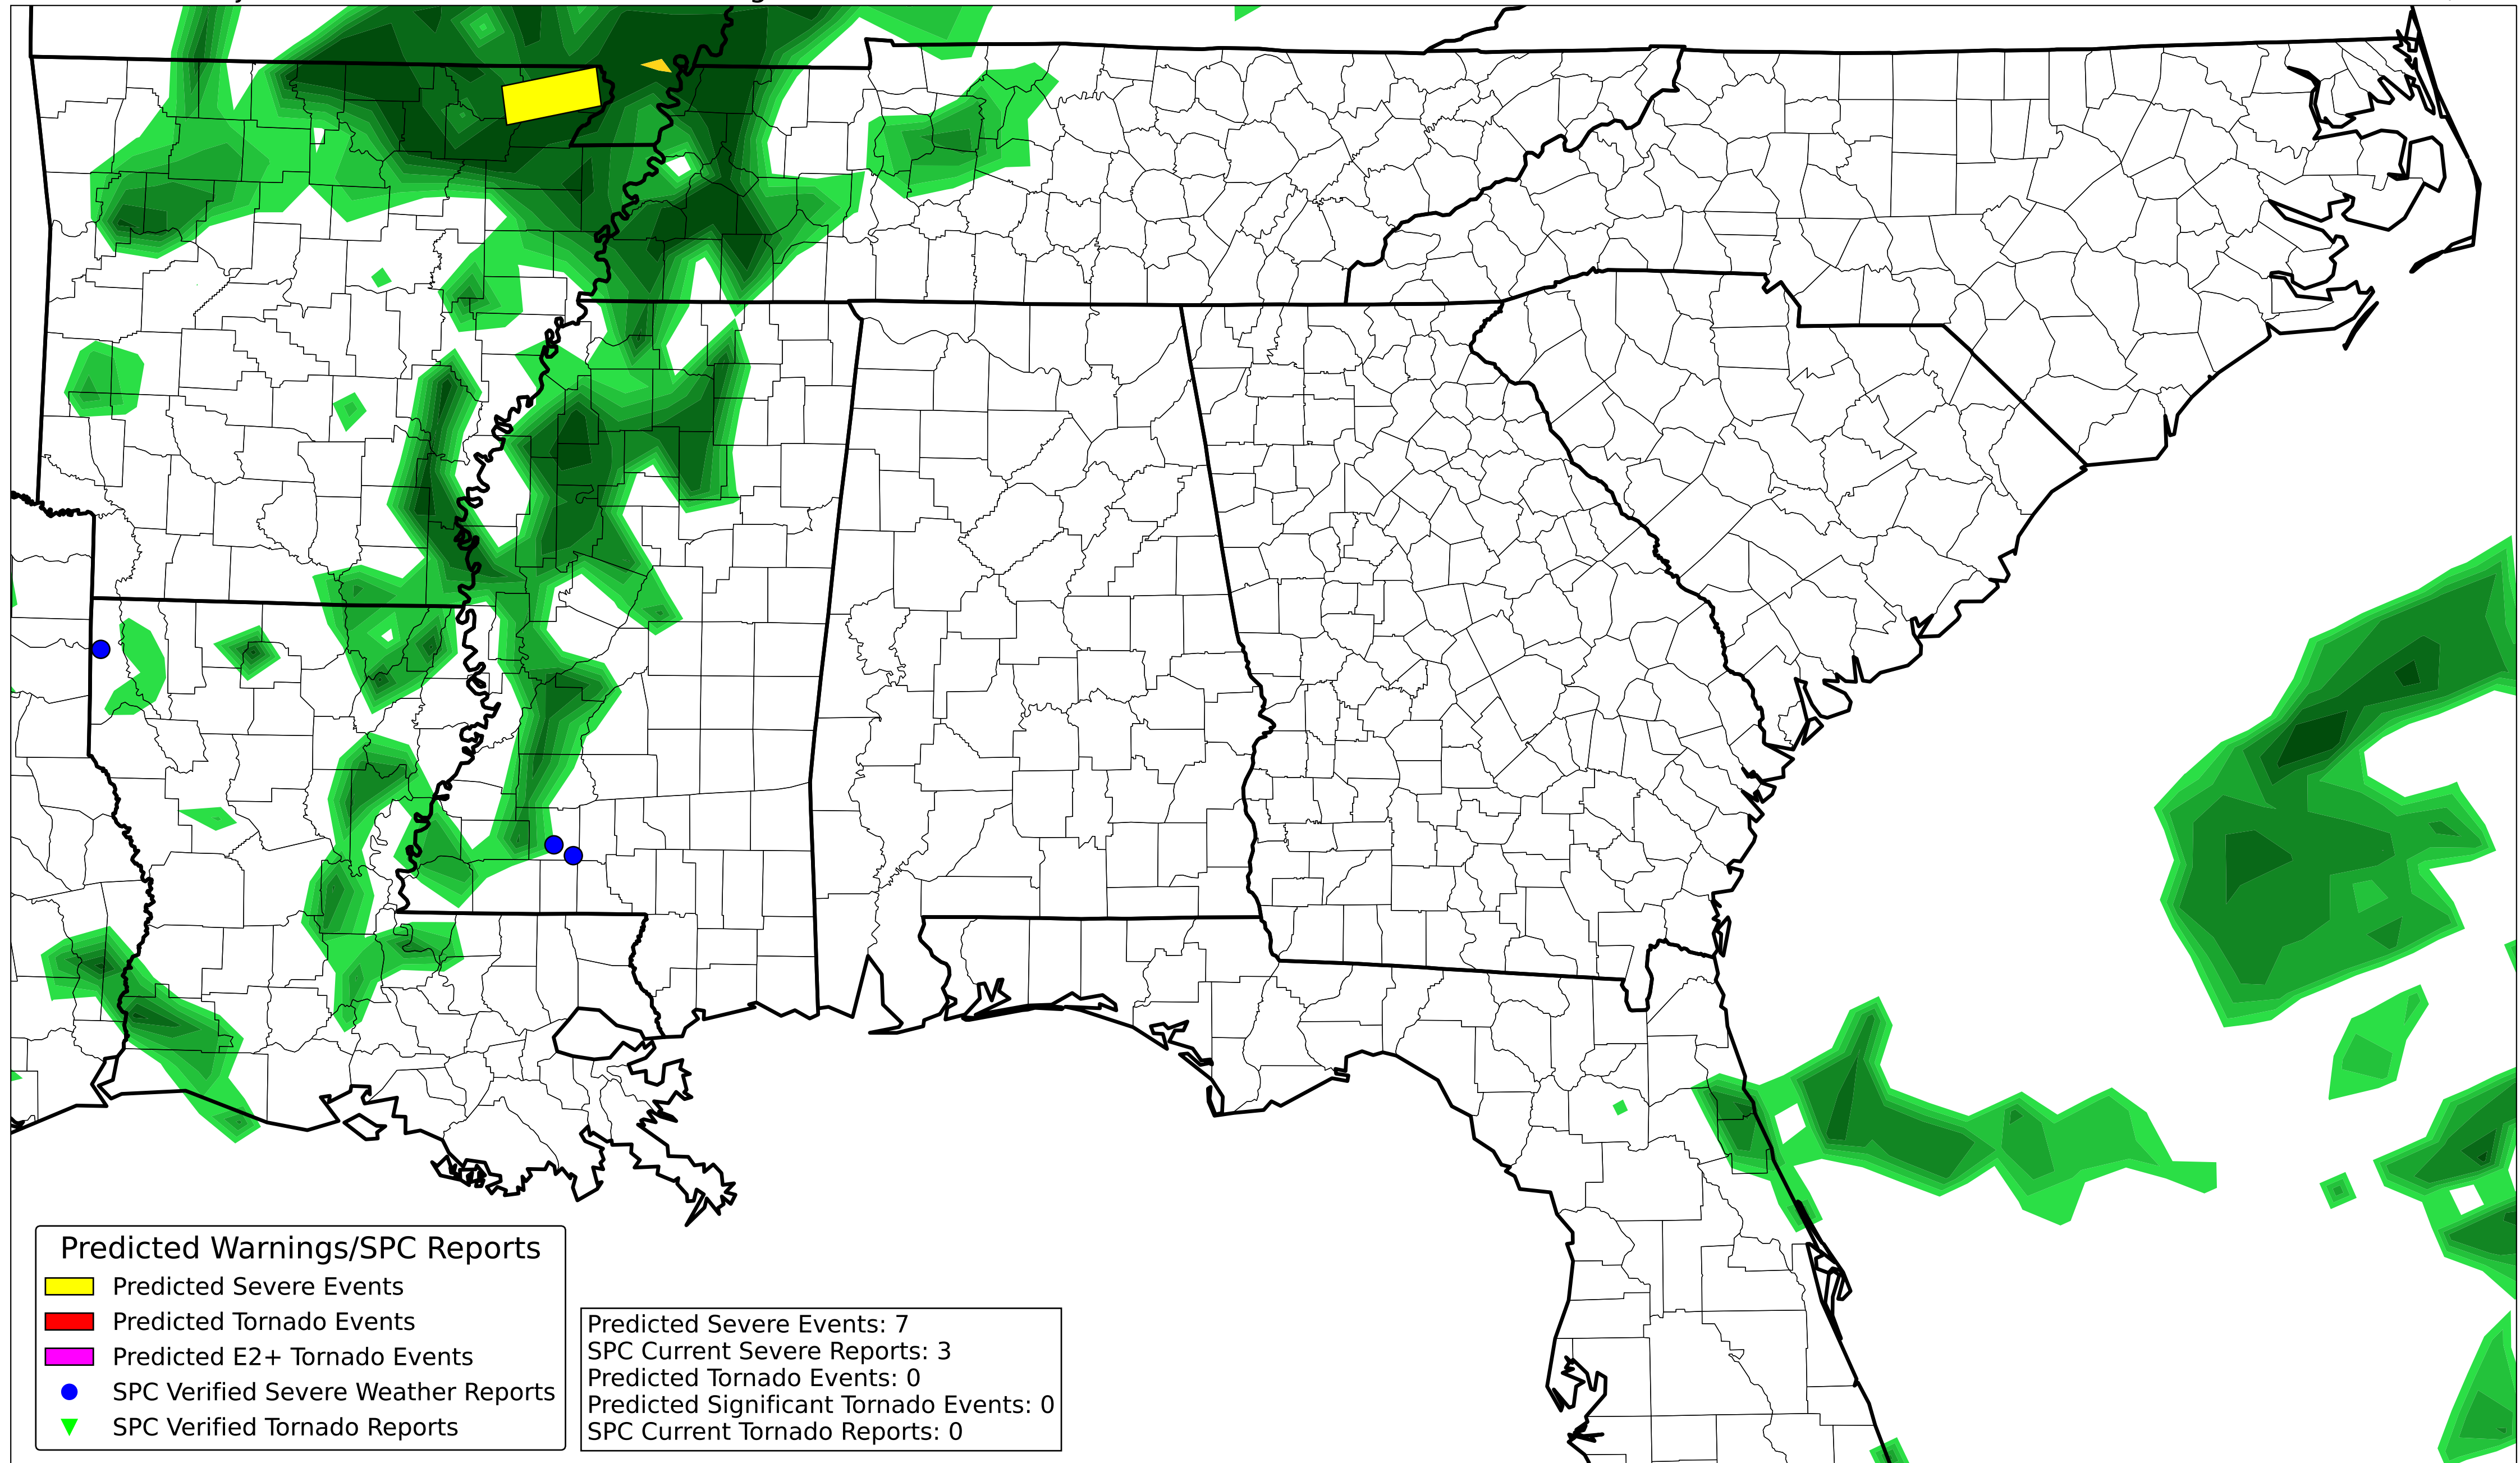 Predicted Warnings/SPC Reports
Predicted Severe Events
Predicted Tornado Events
Predicted E2+ Tornado Events
SPC Verified Severe Weather Reports
SPC Verified Tornado Reports
Predicted Severe Events: 7
SPC Current Severe Reports: 3
Predicted Tornado Events: 0
Predicted Significant Tornado Events: 0
SPC Current Tornado Reports: 0